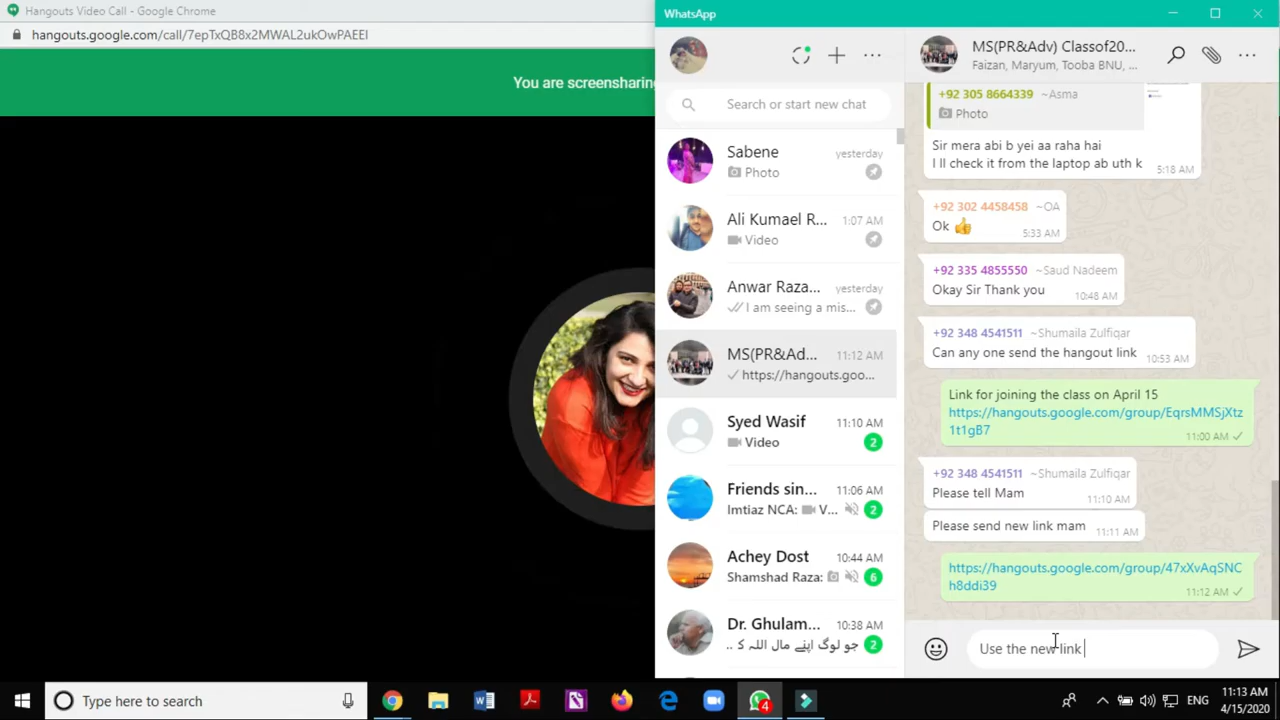 Hangouts Video Call - Google Chrome
hangouts.google.com/call/7epTxQB8x2MWAL2ukOwPAEEI
You are screensharing
WhatsApp
Search or start new chat
Sabene
yesterday
Photo
Ali Kumael R...
1:07 AM
Video
Anwar Raza...
yesterday
I am seeing a mis...
MS(PR&Ad...
11:12 AM
https://hangouts.goo...
Syed Wasif
11:10 AM
Video
2
Friends sin...
11:06 AM
Imtiaz NCA: V...
2
Achey Dost
10:44 AM
Shamshad Raza:
6
Dr. Ghulam...
10:38 AM
جو لوگ اپنے مال اللہ ک ..
2
MS(PR&Adv) Classof20...
Faizan, Maryum, Tooba BNU, ...
+92 305 8664339 ~Asma
Photo
Sir mera abi b yei aa raha hai
I ll check it from the laptop ab uth k
5:18 AM
+92 302 4458458 ~OA
Ok 👍
5:33 AM
+92 335 4855550 ~Saud Nadeem
Okay Sir Thank you
10:48 AM
+92 348 4541511 ~Shumaila Zulfiqar
Can any one send the hangout link
10:53 AM
Link for joining the class on April 15
https://hangouts.google.com/group/EqrsMMSjXtz
1t1gB7
11:00 AM
+92 348 4541511 ~Shumaila Zulfiqar
Please tell Mam
11:10 AM
Please send new link mam
11:11 AM
https://hangouts.google.com/group/47xXvAqSNC
h8ddi39
11:12 AM
Use the new link
Type here to search
4
ENG
11:13 AM
4/15/2020